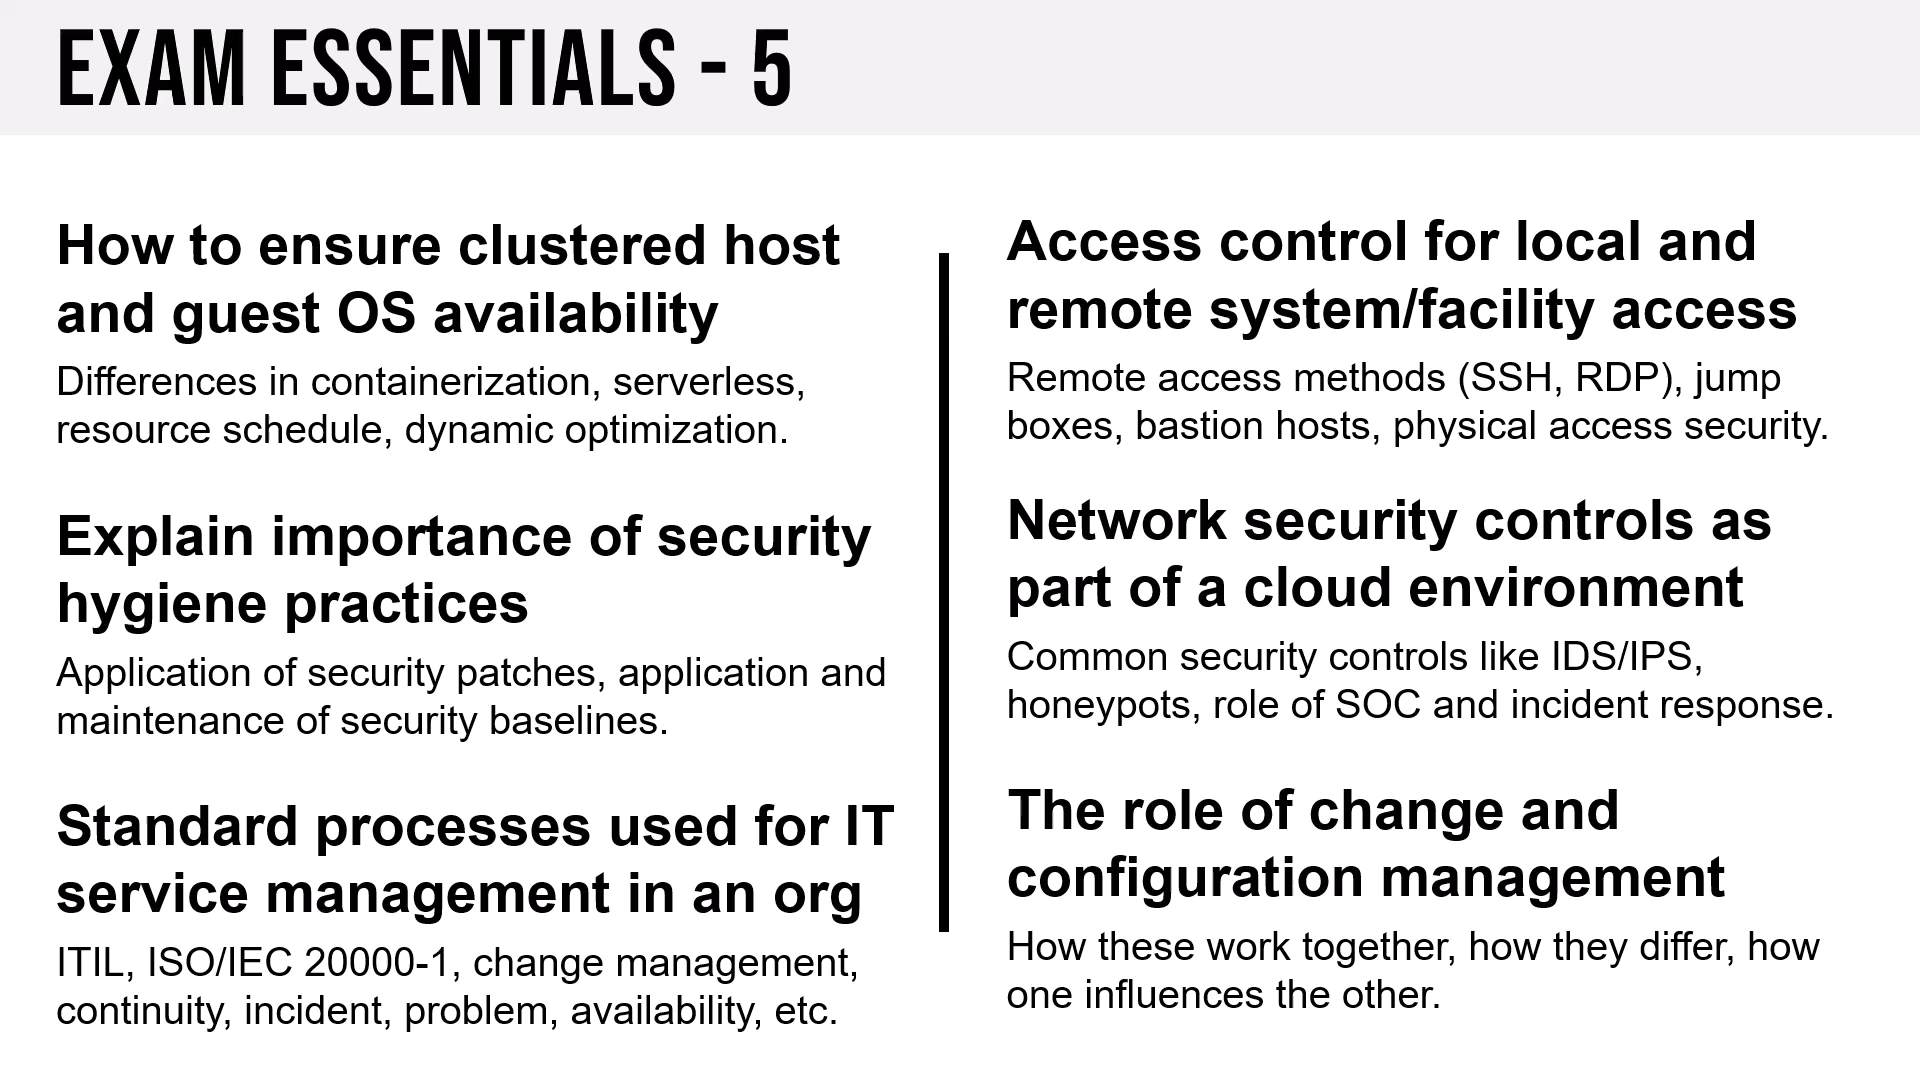 EXAM ESSENTIALS - 5
How to ensure clustered host
and guest OS availability
Differences in containerization, serverless,
resource schedule, dynamic optimization.
Explain importance of security
hygiene practices
Application of security patches, application and
maintenance of security baselines.
Standard processes used for IT
service management in an org
ITIL, ISO/IEC 20000-1, change management,
continuity, incident, problem, availability, etc.
Access control for local and
remote system/facility access
Remote access methods (SSH, RDP), jump
boxes, bastion hosts, physical access security.
Network security controls as
part of a cloud environment
Common security controls like IDS/IPS,
honeypots, role of SOC and incident response.
The role of change and
configuration management
How these work together, how they differ, how
one influences the other.